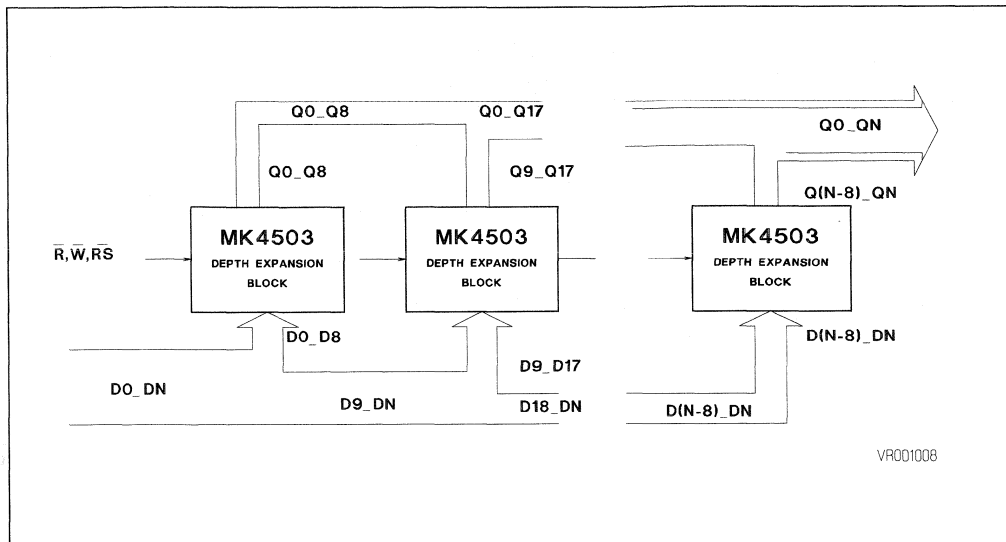 Q0_Q8 Q0_Q17 Q0_QN
Q0_Q8 Q9_Q17 Q(N-8)_QN
R̅,W̅,R̅S̅
MK4503
DEPTH EXPANSION
BLOCK
MK4503
DEPTH EXPANSION
BLOCK
MK4503
DEPTH EXPANSION
BLOCK
D0_D8 D(N-8)_DN
D9_D17
D0_DN
D9_DN D18_DN D(N-8)_DN
VR001008